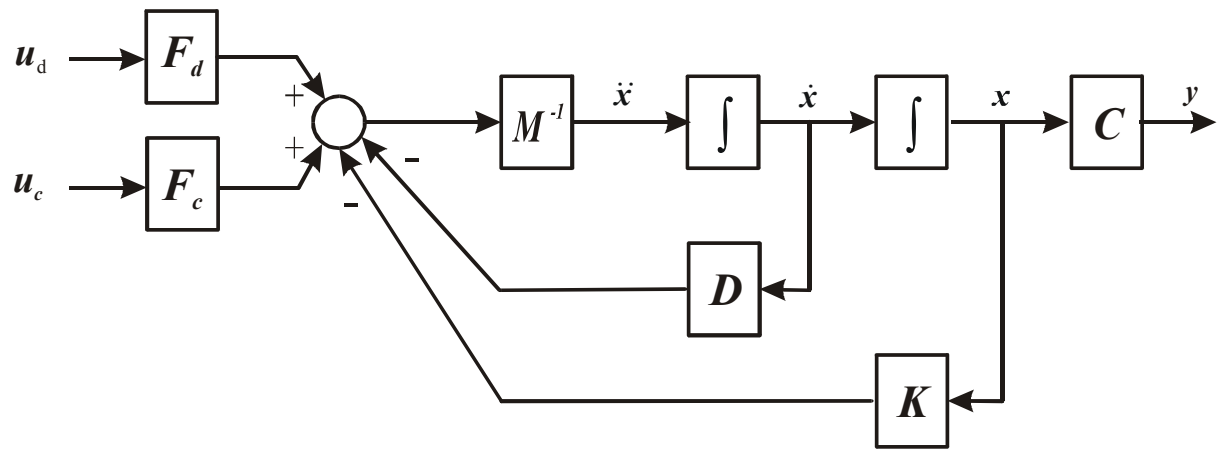 u_d F_d
+
+
-
-
M^-1
ẍ
∫
ẋ
∫
x
C
y
u_c F_c
D
K